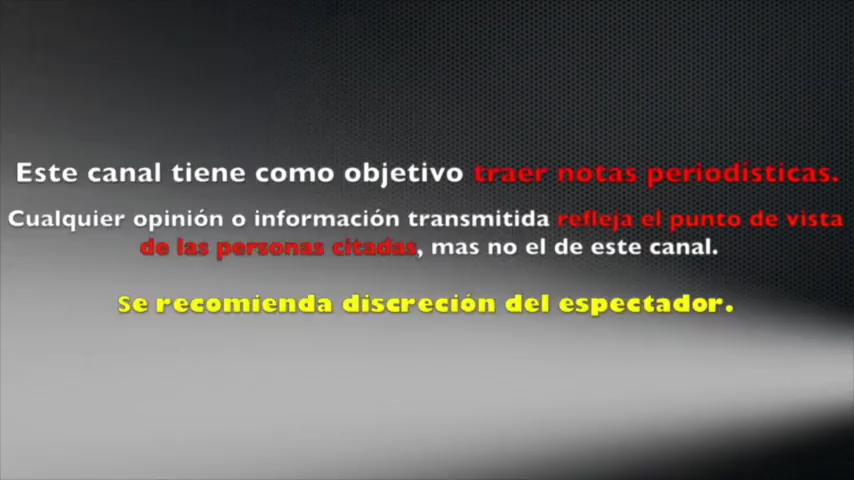 Este canal tiene como objetivo traer notas periodísticas.
Cualquier opinión o información transmitida refleja el punto de vista
de las personas citadas, mas no el de este canal.
Se recomienda discreción del espectador.